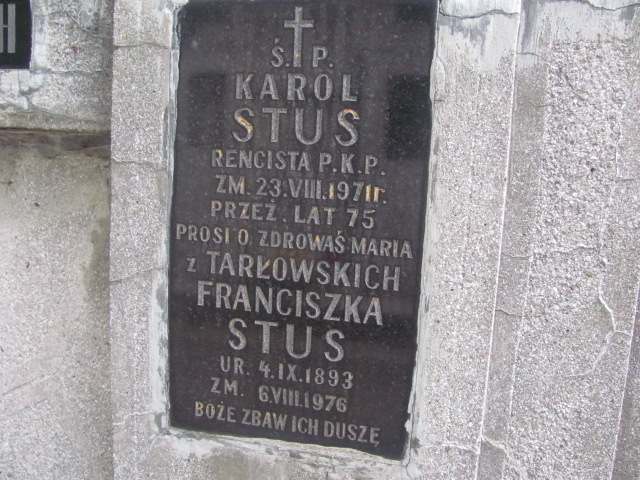 Ś. P.
KAROL
STUS
RENCISTA P.K.P.
ZM. 23.VIII.1971r.
PRZEŻ. LAT 75
PROSI O ZDROWAŚ MARIA
z TARŁOWSKICH
FRANCISZKA
STUS
UR. 4.IX.1893
ZM. 6.VIII.1976
BOŻE ZBAW ICH DUSZĘ